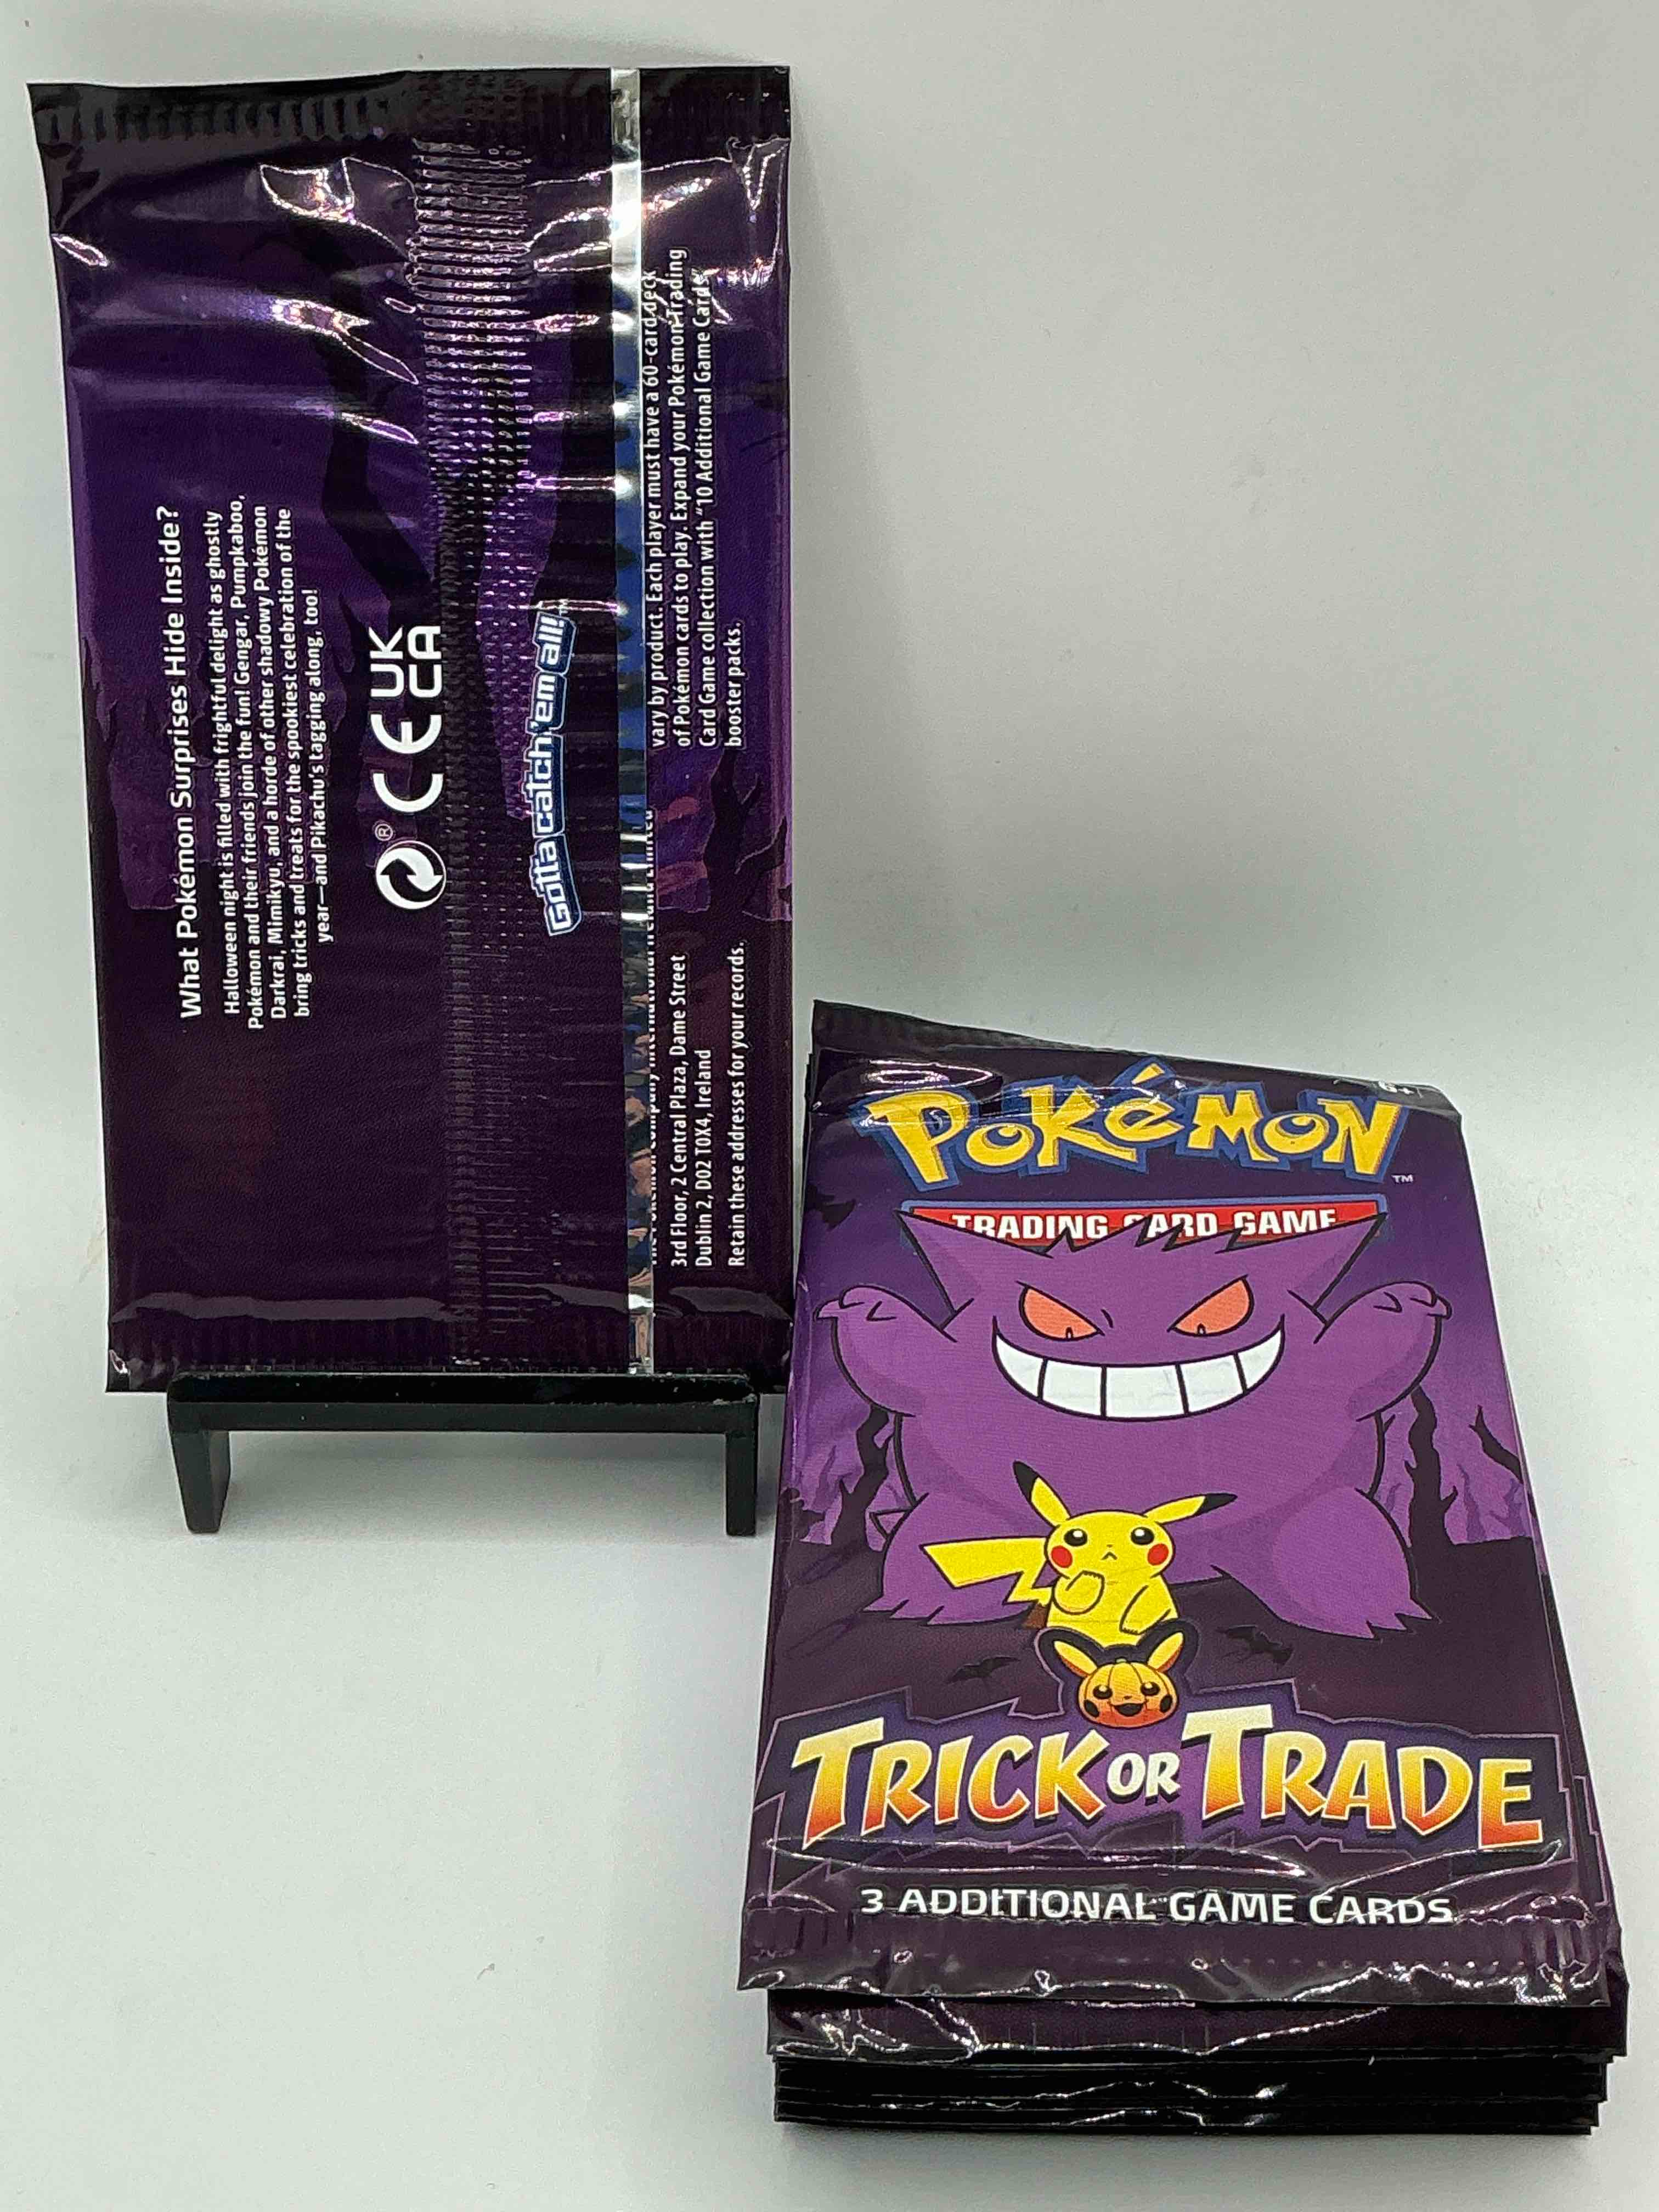 What Pokémon Surprises Hide Inside?
Halloween night is filled with frightful delight as ghostly
Pokémon and their friends join the fun! Gengar, Pumpkaboo,
Darkrai, Mimikyu, and a horde of other shadowy Pokémon
bring tricks and treats for the spookiest celebration of the
year—and Pikachu's tagging along, too!
® CE UK
CA
Gotta catch 'em all!™
3rd Floor, 2 Central Plaza, Dame Street
Dublin 2, D02 T0X4, Ireland
Retain these addresses for your records.
vary by product. Each player must have a 60-card deck
of Pokémon cards to play. Expand your Pokémon Trading
Card Game collection with "10 Additional Game Cards"
booster packs.
POKéMON™
TRADING CARD GAME
TRICK OR TRADE
3 ADDITIONAL GAME CARDS